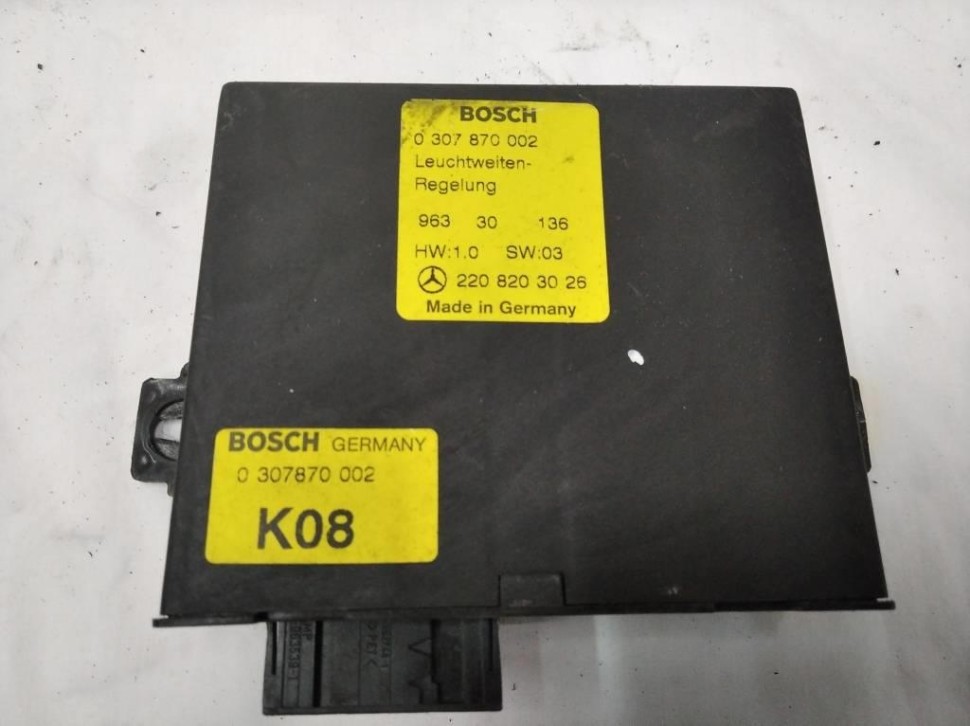 BOSCH
0 307 870 002
Leuchtweiten-
Regelung
963 30 136
HW:1.0 SW:03
220 820 30 26
Made in Germany
BOSCH GERMANY
0 307870 002
K08